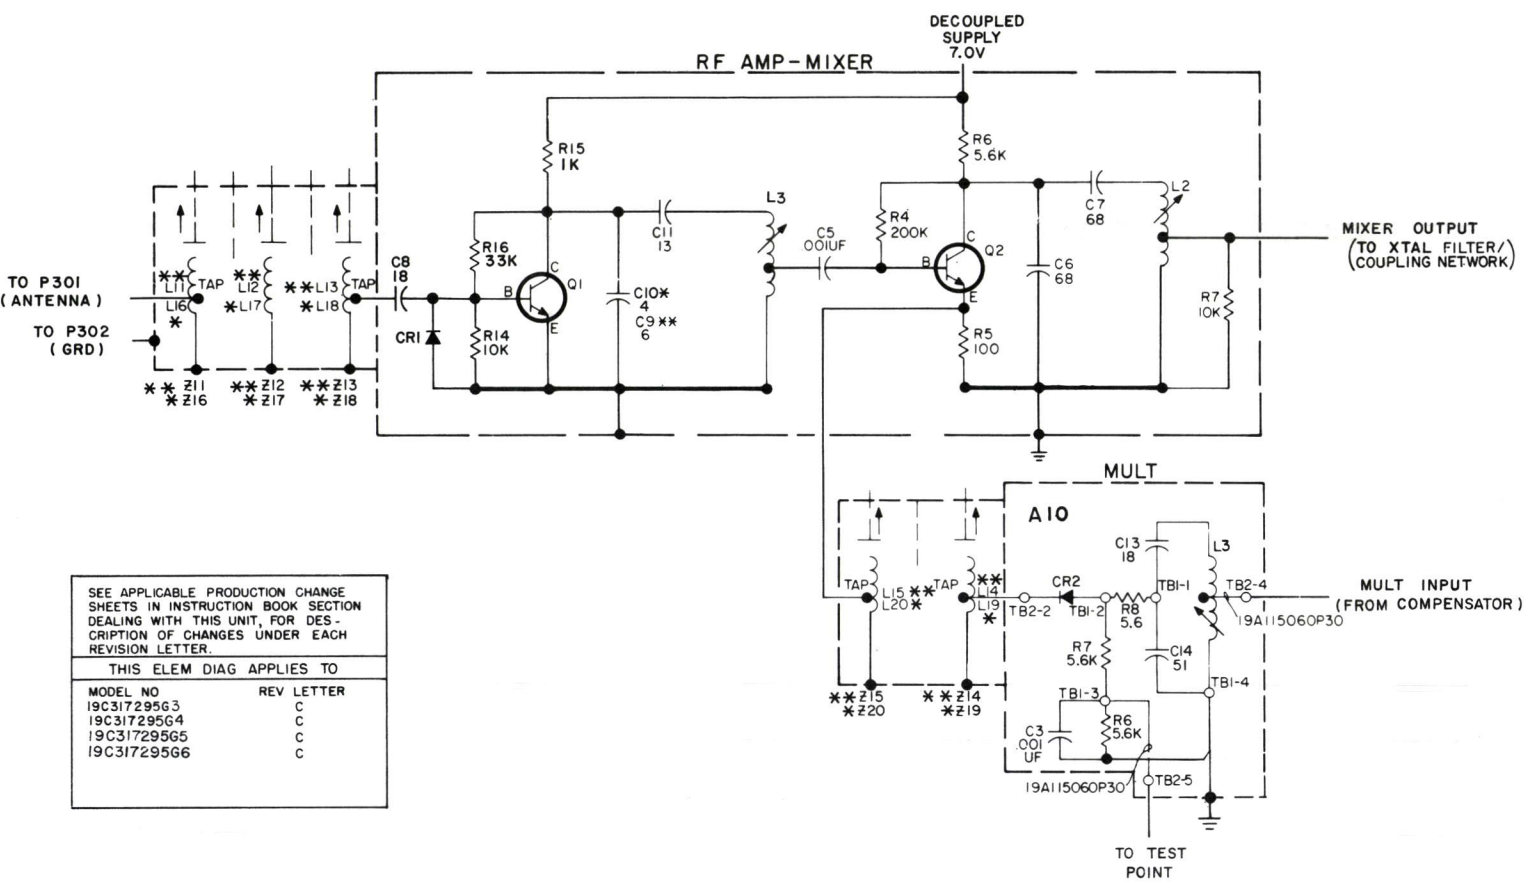 DECOUPLED
SUPPLY
7.0V
RF AMP-MIXER
R15
1K
R6
5.6K
L3
L2
C11
13
R16
33K
C8
18
C
Q1
B
E
CR1
R14
10K
C10*
4
C9**
6
C5
.001UF
R4
200K
C
Q2
B
E
R5
100
C7
68
C6
68
R7
10K
MIXER OUTPUT
(TO XTAL FILTER/
COUPLING NETWORK)
TO P301
(ANTENNA)
TO P302
(GRD)
**
L11
TAP
L16
*
**
L12
*L17
**L13
TAP
*L18
** Z11
*Z16
**Z12
*Z17
**Z13
*Z18
MULT
A10
C13
18
L3
TAP
L15**
L20*
TAP
**
L14
L19
*
CR2
TB2-2
TB1-2
R8
5.6
TB1-1
TB2-4
19A115060P30
MULT INPUT
(FROM COMPENSATOR)
R7
5.6K
C14
51
TB1-4
TB1-3
**Z15
*Z20
**Z14
*Z19
C3
.001
UF
R6
5.6K
19A115060P30
TB2-5
TO TEST
POINT
SEE APPLICABLE PRODUCTION CHANGE
SHEETS IN INSTRUCTION BOOK SECTION
DEALING WITH THIS UNIT, FOR DES-
CRIPTION OF CHANGES UNDER EACH
REVISION LETTER.
THIS ELEM DIAG APPLIES TO
MODEL NO REV LETTER
19C317295G3 C
19C317295G4 C
19C317295G5 C
19C317295G6 C